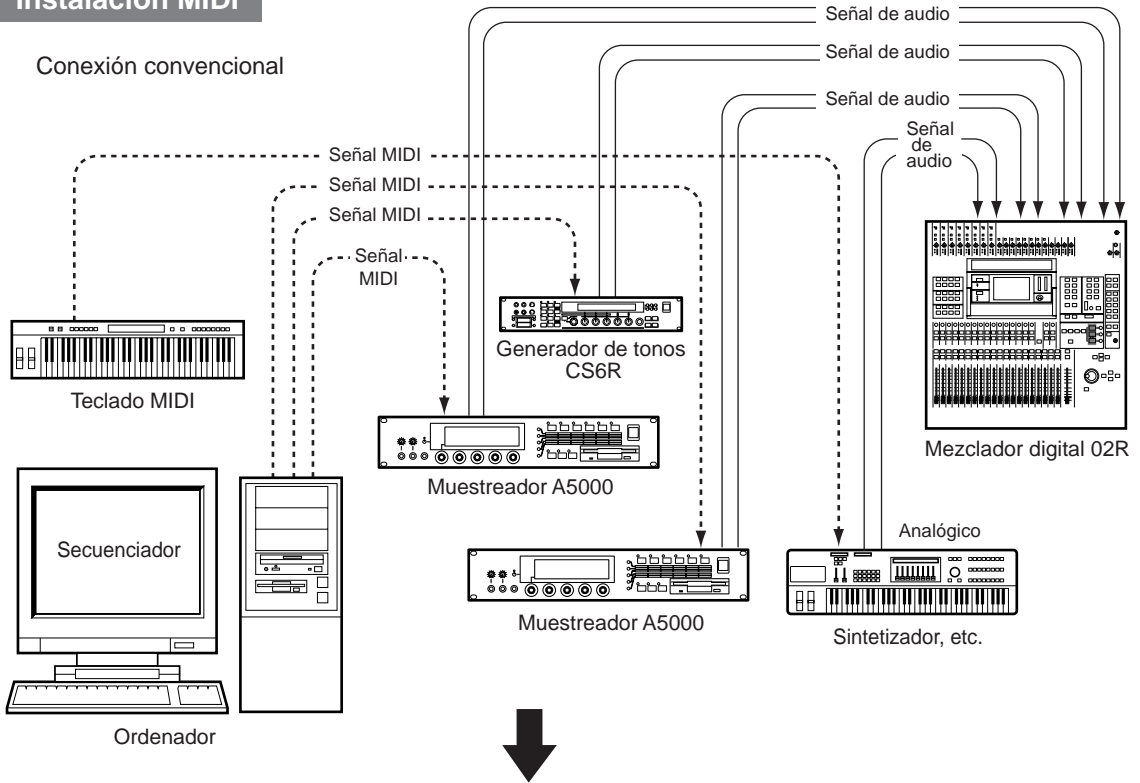 Instalación MIDI
Conexión convencional
Señal de audio
Señal de audio
Señal de audio
Señal
de
audio
Señal MIDI
Señal MIDI
Señal MIDI
Señal
MIDI
Generador de tonos
CS6R
Teclado MIDI
Mezclador digital 02R
Muestreador A5000
Secuenciador
Analógico
Muestreador A5000
Sintetizador, etc.
Ordenador